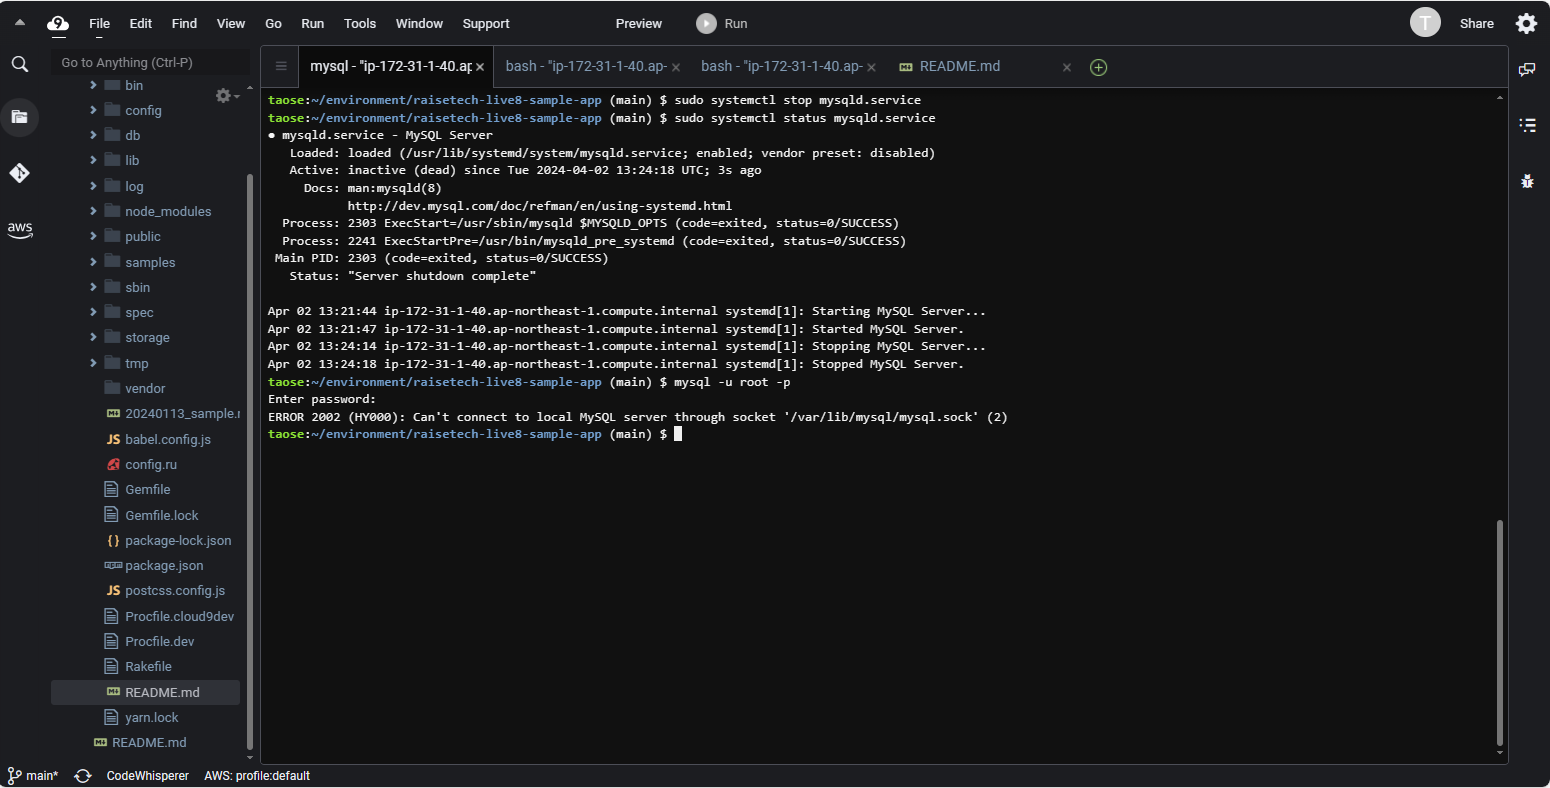 File Edit Find View Go Run Tools Window Support Preview Run T Share
Go to Anything (Ctrl-P)
mysql - "ip-172-31-1-40.ap
bash - "ip-172-31-1-40.ap-
bash - "ip-172-31-1-40.ap-
README.md
bin
config
db
lib
log
node_modules
public
samples
sbin
spec
storage
tmp
vendor
20240113_sample.r
JS babel.config.js
config.ru
Gemfile
Gemfile.lock
{} package-lock.json
package.json
JS postcss.config.js
Procfile.cloud9dev
Procfile.dev
Rakefile
README.md
yarn.lock
README.md
aws
taose:~/environment/raisetech-live8-sample-app (main) $ sudo systemctl stop mysqld.service
taose:~/environment/raisetech-live8-sample-app (main) $ sudo systemctl status mysqld.service
● mysqld.service - MySQL Server
Loaded: loaded (/usr/lib/systemd/system/mysqld.service; enabled; vendor preset: disabled)
Active: inactive (dead) since Tue 2024-04-02 13:24:18 UTC; 3s ago
Docs: man:mysqld(8)
http://dev.mysql.com/doc/refman/en/using-systemd.html
Process: 2303 ExecStart=/usr/sbin/mysqld $MYSQLD_OPTS (code=exited, status=0/SUCCESS)
Process: 2241 ExecStartPre=/usr/bin/mysqld_pre_systemd (code=exited, status=0/SUCCESS)
Main PID: 2303 (code=exited, status=0/SUCCESS)
Status: "Server shutdown complete"
Apr 02 13:21:44 ip-172-31-1-40.ap-northeast-1.compute.internal systemd[1]: Starting MySQL Server...
Apr 02 13:21:47 ip-172-31-1-40.ap-northeast-1.compute.internal systemd[1]: Started MySQL Server.
Apr 02 13:24:14 ip-172-31-1-40.ap-northeast-1.compute.internal systemd[1]: Stopping MySQL Server...
Apr 02 13:24:18 ip-172-31-1-40.ap-northeast-1.compute.internal systemd[1]: Stopped MySQL Server.
taose:~/environment/raisetech-live8-sample-app (main) $ mysql -u root -p
Enter password:
ERROR 2002 (HY000): Can't connect to local MySQL server through socket '/var/lib/mysql/mysql.sock' (2)
taose:~/environment/raisetech-live8-sample-app (main) $
main* CodeWhisperer AWS: profile:default